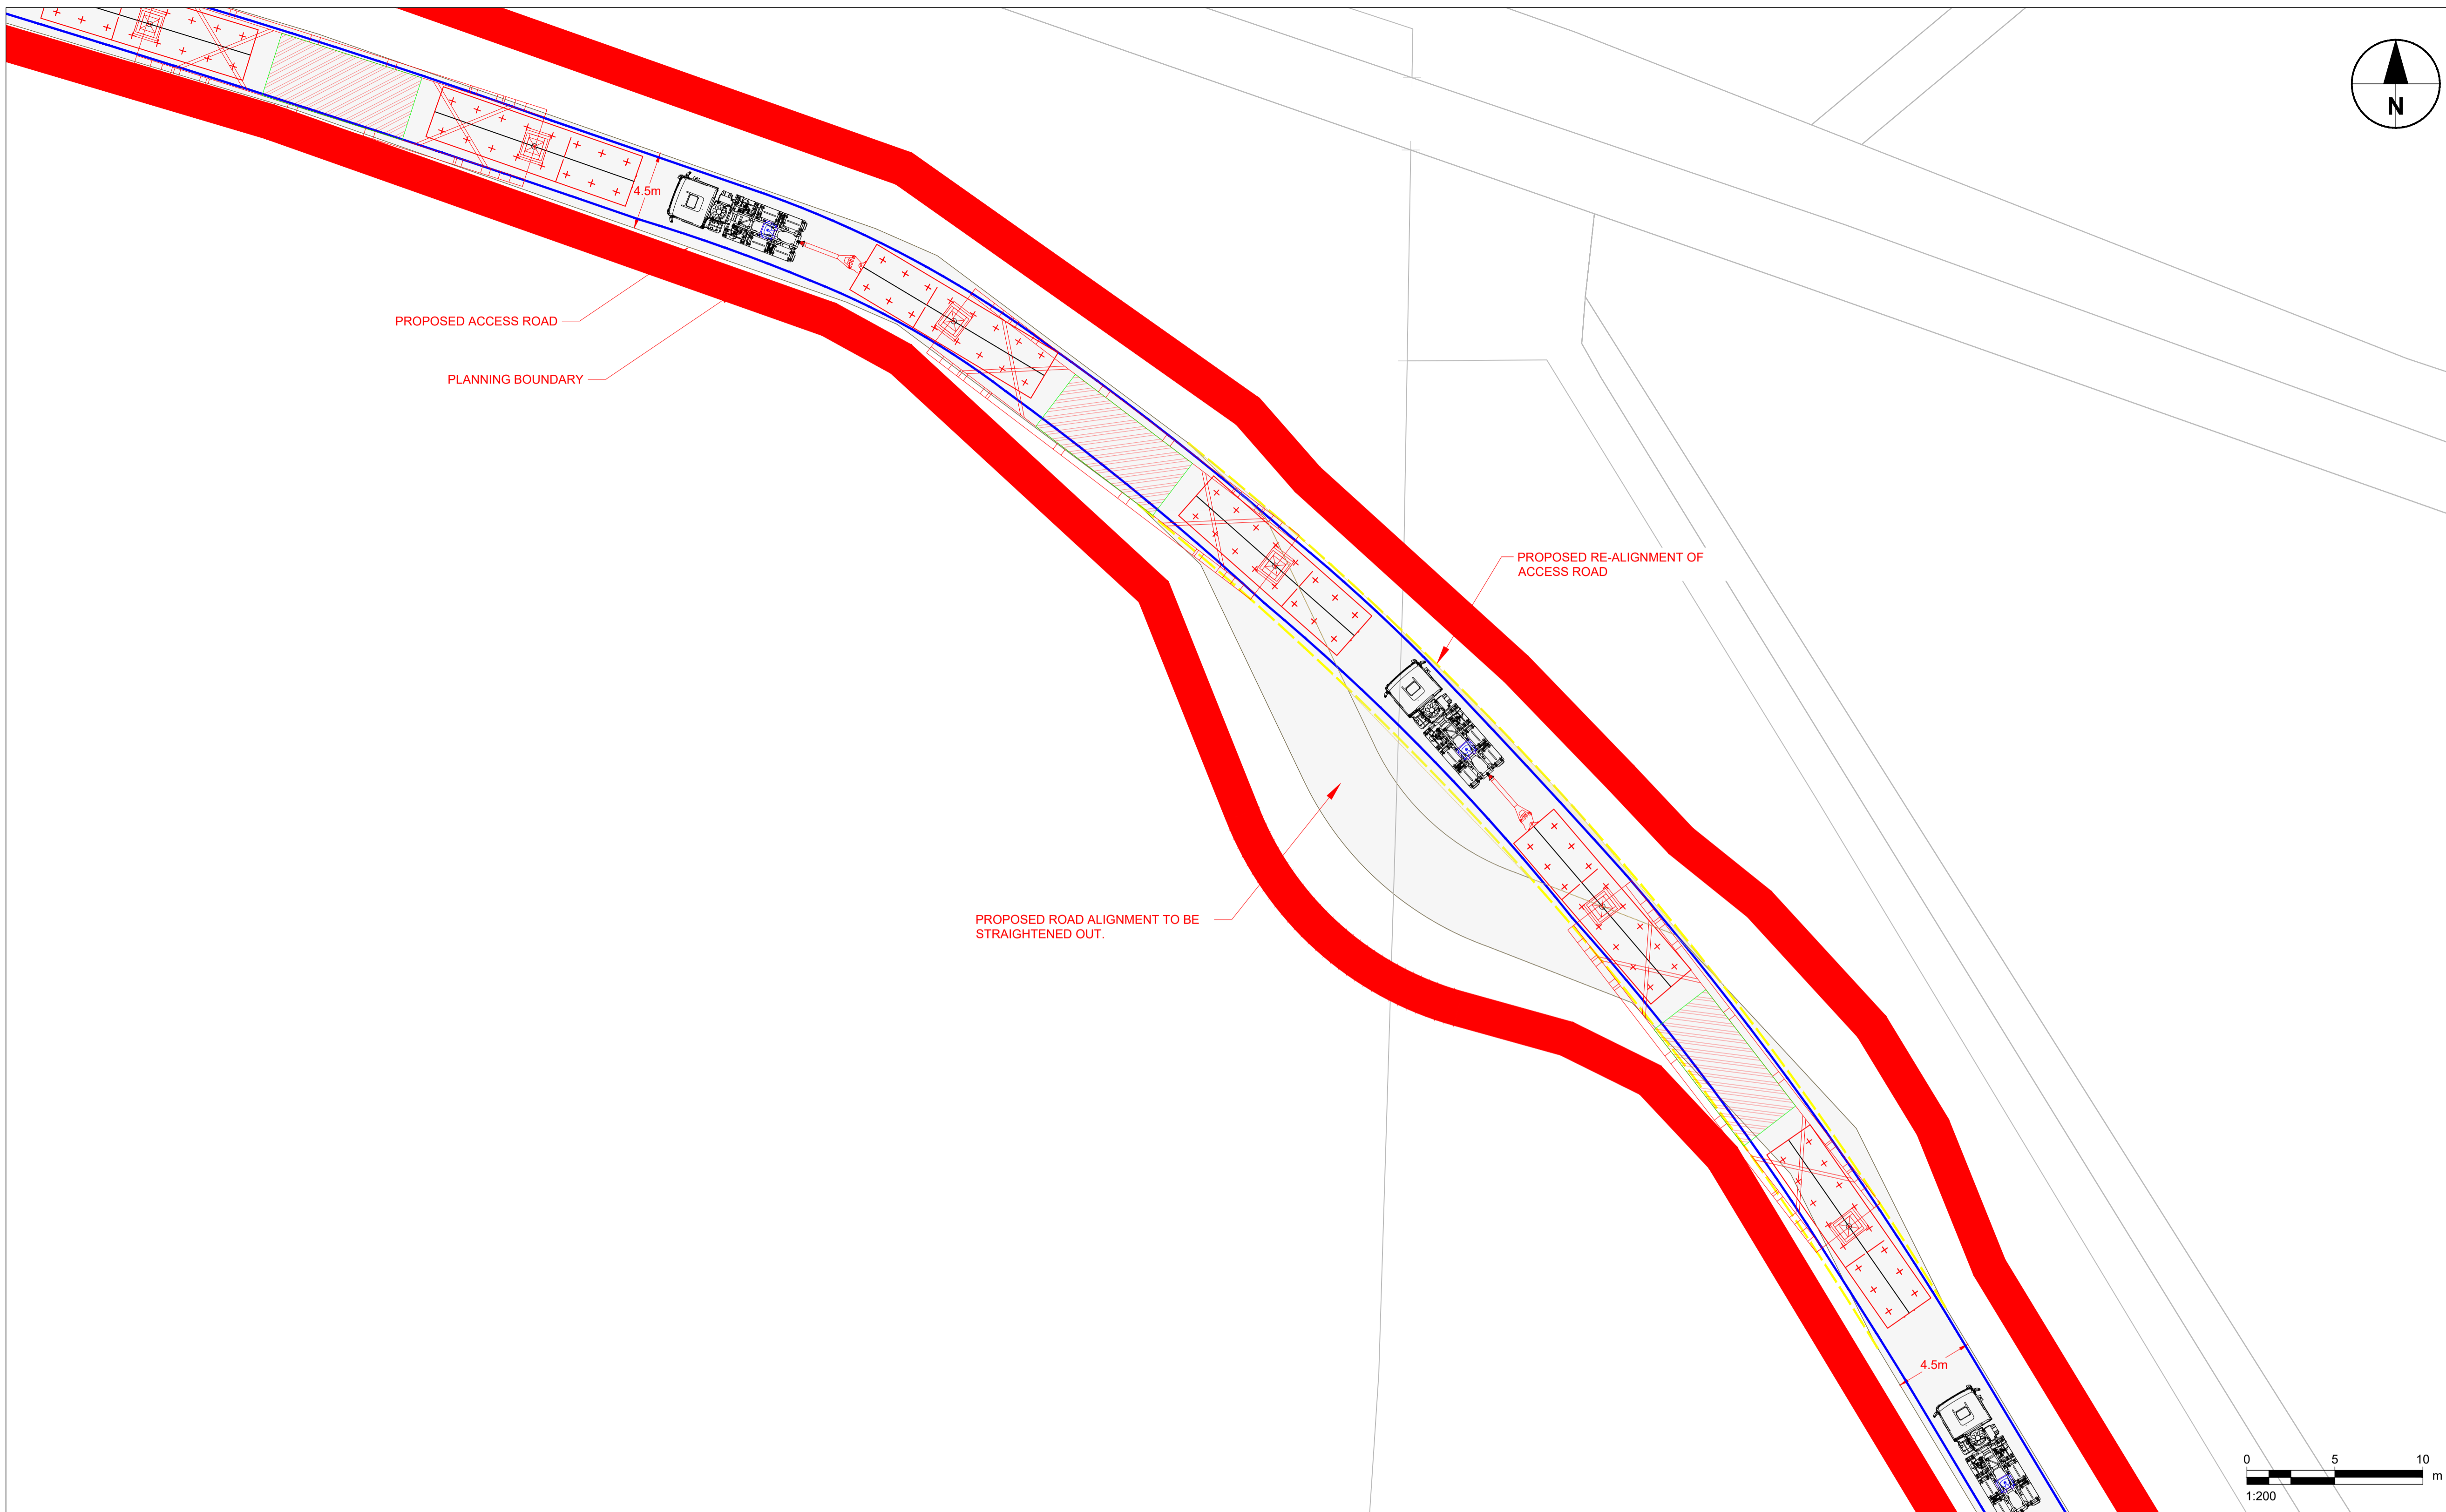 N
4.5m
PROPOSED ACCESS ROAD
PLANNING BOUNDARY
PROPOSED RE-ALIGNMENT OF
ACCESS ROAD
PROPOSED ROAD ALIGNMENT TO BE
STRAIGHTENED OUT.
4.5m
0 5 10
m
1:200